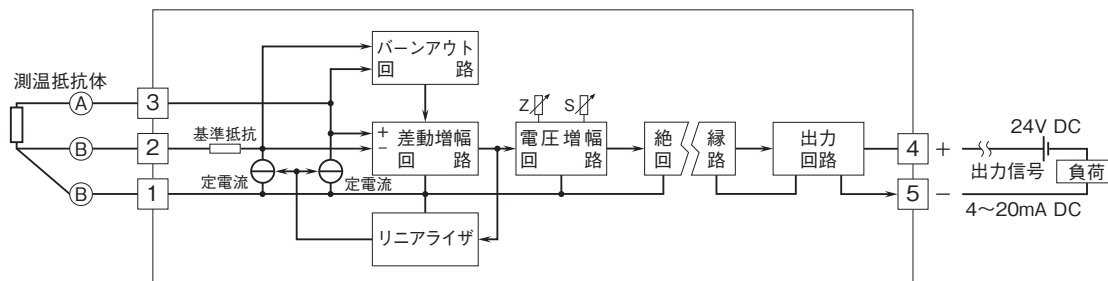 バーンアウト
回 路
測温抵抗体
A
3
Z
S
24V DC
基準抵抗
+
差動増幅
電圧増幅
絶 縁
出力
B
2
−
回 路
回 路
回 路
回路
4
+
出力信号
負荷
定電流
定電流
B
1
5
−
4〜20mA DC
リニアライザ